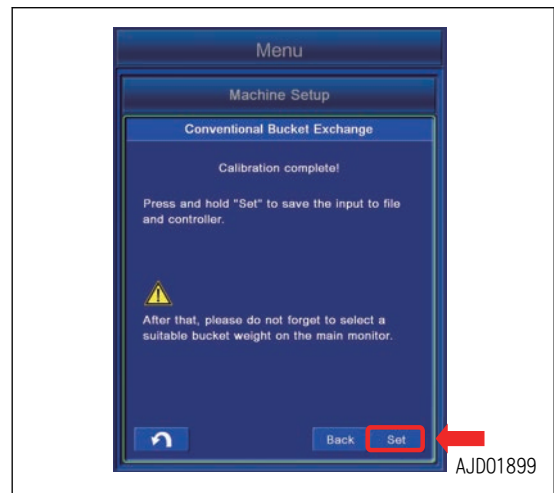 Menu
Machine Setup
Conventional Bucket Exchange
Calibration complete!
Press and hold "Set" to save the input to file
and controller.
After that, please do not forget to select a
suitable bucket weight on the main monitor.
Back Set
AJD01899